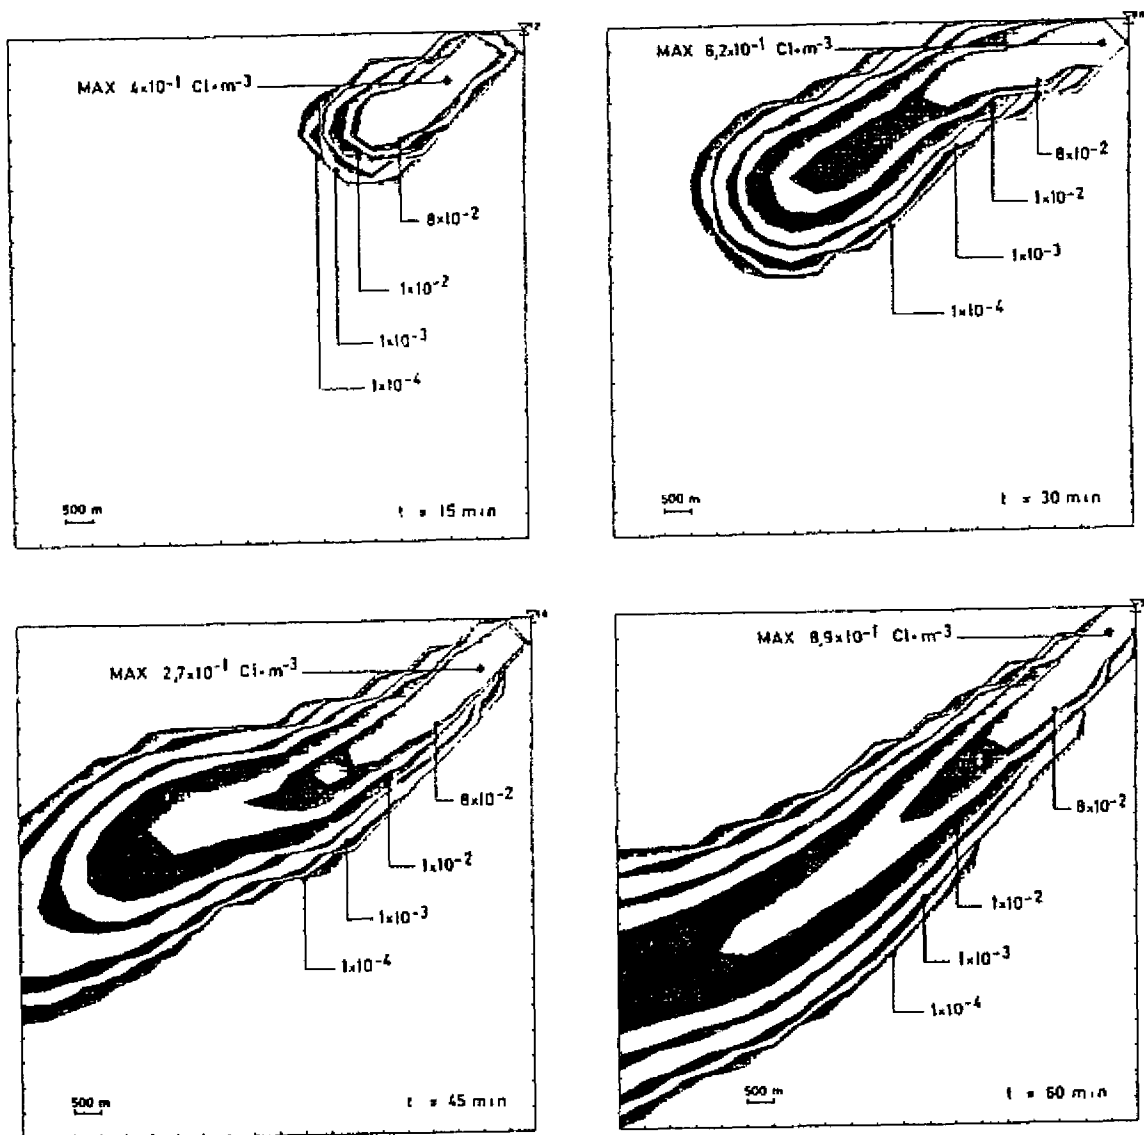 MAX 4×10⁻¹ Ci·m⁻³
8×10⁻²
1×10⁻²
1×10⁻³
1×10⁻⁴
500 m
t = 15 min
MAX 6,2×10⁻¹ Ci·m⁻³
8×10⁻²
1×10⁻²
1×10⁻³
1×10⁻⁴
500 m
t = 30 min
MAX 2,7×10⁻¹ Ci·m⁻³
8×10⁻²
1×10⁻²
1×10⁻³
1×10⁻⁴
500 m
t = 45 min
MAX 8,9×10⁻¹ Ci·m⁻³
8×10⁻²
1×10⁻²
1×10⁻³
1×10⁻⁴
500 m
t = 60 min